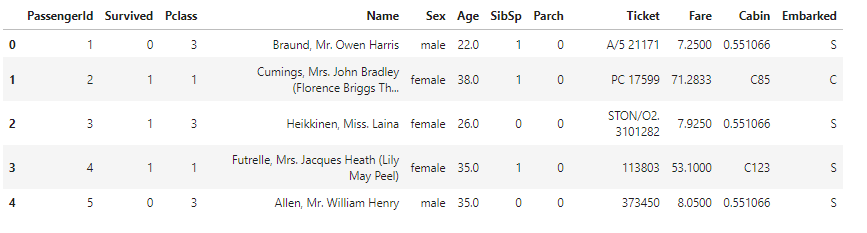 PassengerId Survived Pclass Name Sex Age SibSp Parch Ticket Fare Cabin Embarked
0 1 0 3 Braund, Mr. Owen Harris male 22.0 1 0 A/5 21171 7.2500 0.551066 S
1 2 1 1 Cumings, Mrs. John Bradley (Florence Briggs Th... female 38.0 1 0 PC 17599 71.2833 C85 C
2 3 1 3 Heikkinen, Miss. Laina female 26.0 0 0 STON/O2. 3101282 7.9250 0.551066 S
3 4 1 1 Futrelle, Mrs. Jacques Heath (Lily May Peel) female 35.0 1 0 113803 53.1000 C123 S
4 5 0 3 Allen, Mr. William Henry male 35.0 0 0 373450 8.0500 0.551066 S